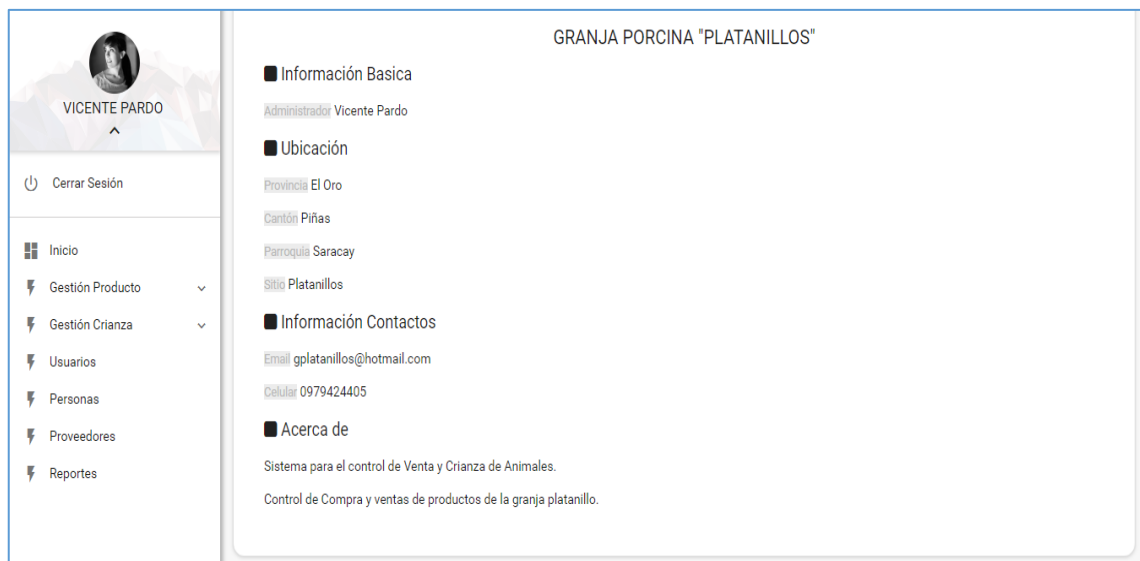 VICENTE PARDO
Cerrar Sesión
Inicio
Gestión Producto
Gestión Crianza
Usuarios
Personas
Proveedores
Reportes
GRANJA PORCINA "PLATANILLOS"
Información Basica
Administrador Vicente Pardo
Ubicación
Provincia El Oro
Cantón Piñas
Parroquia Saracay
Sitio Platanillos
Información Contactos
Email gplatanillos@hotmail.com
Celular 0979424405
Acerca de
Sistema para el control de Venta y Crianza de Animales.
Control de Compra y ventas de productos de la granja platanillo.